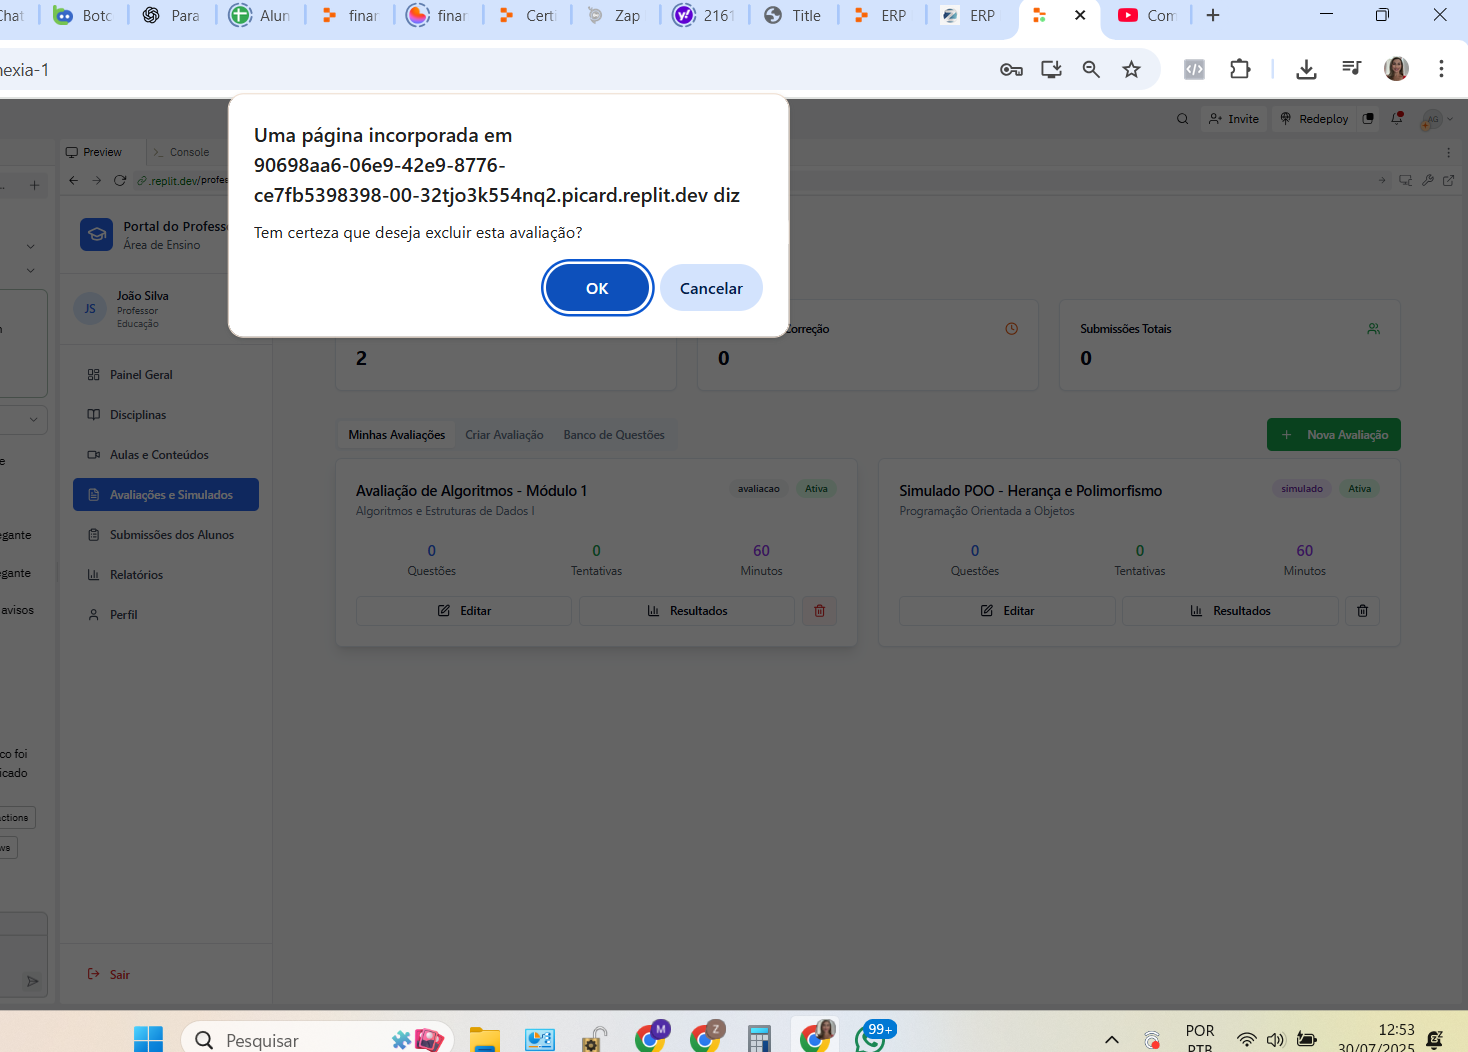 Chat
Botc
Para
Alun
finar
finar
Certi
Zap
2161
Title
ERP
ERP
Com
nexia-1
Uma página incorporada em
90698aa6-06e9-42e9-8776-
ce7fb5398398-00-32tjo3k554nq2.picard.replit.dev diz
Tem certeza que deseja excluir esta avaliação?
OK
Cancelar
Invite
Redeploy
AG
Preview
Console
.replit.dev/profes
Portal do Profess
Área de Ensino
JS
João Silva
Professor
Educação
Painel Geral
Disciplinas
Aulas e Conteúdos
Avaliações e Simulados
Submissões dos Alunos
Relatórios
Perfil
Sair
2
Correção
0
Submissões Totais
0
Minhas Avaliações
Criar Avaliação
Banco de Questões
Nova Avaliação
Avaliação de Algoritmos - Módulo 1
avaliacao
Ativa
Algoritmos e Estruturas de Dados I
0
0
60
Questões
Tentativas
Minutos
Editar
Resultados
Simulado POO - Herança e Polimorfismo
simulado
Ativa
Programação Orientada a Objetos
0
0
60
Questões
Tentativas
Minutos
Editar
Resultados
egante
egante
avisos
co foi
icado
ctions
ws
Pesquisar
M
Z
99+
POR
PTB
12:53
30/07/2025